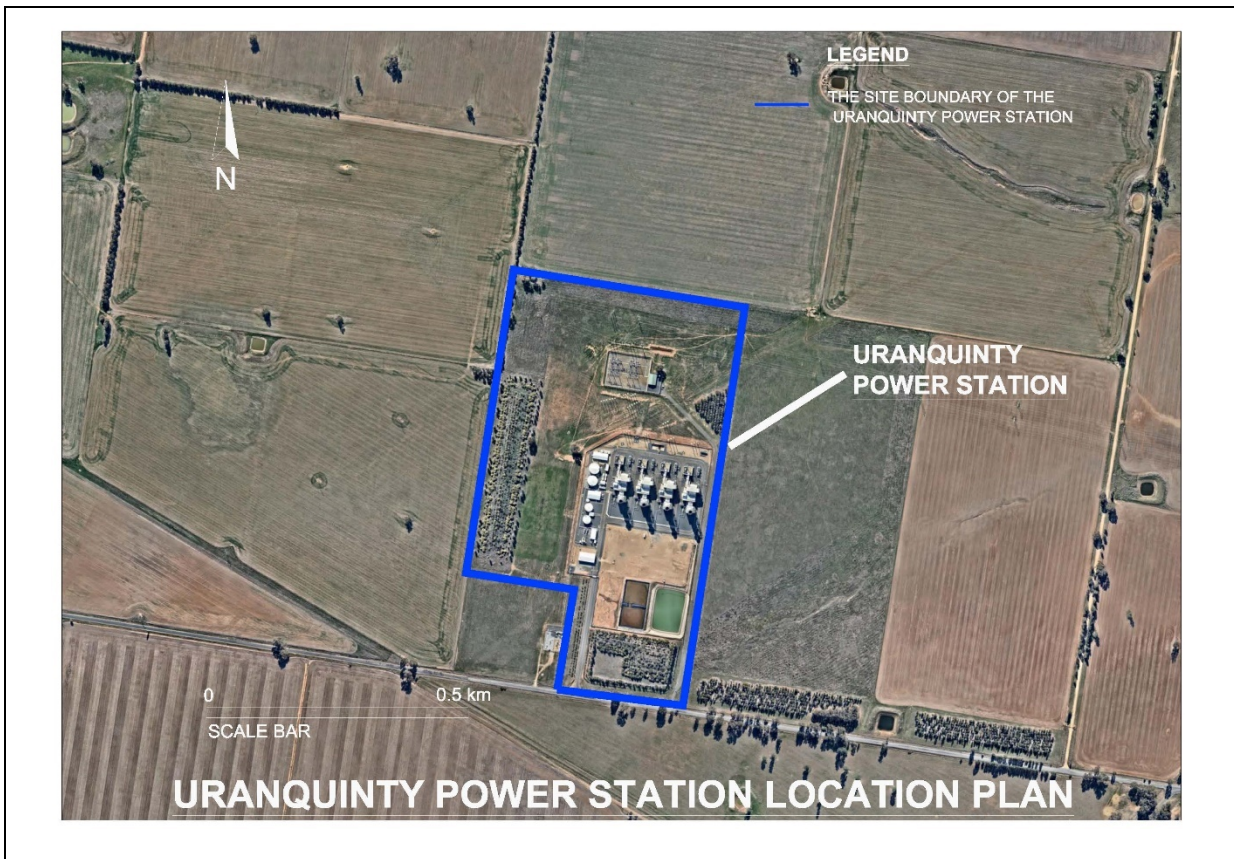 LEGEND
THE SITE BOUNDARY OF THE
URANQUINTY POWER STATION
N
URANQUINTY
POWER STATION
0 0.5 km
SCALE BAR
URANQUINTY POWER STATION LOCATION PLAN